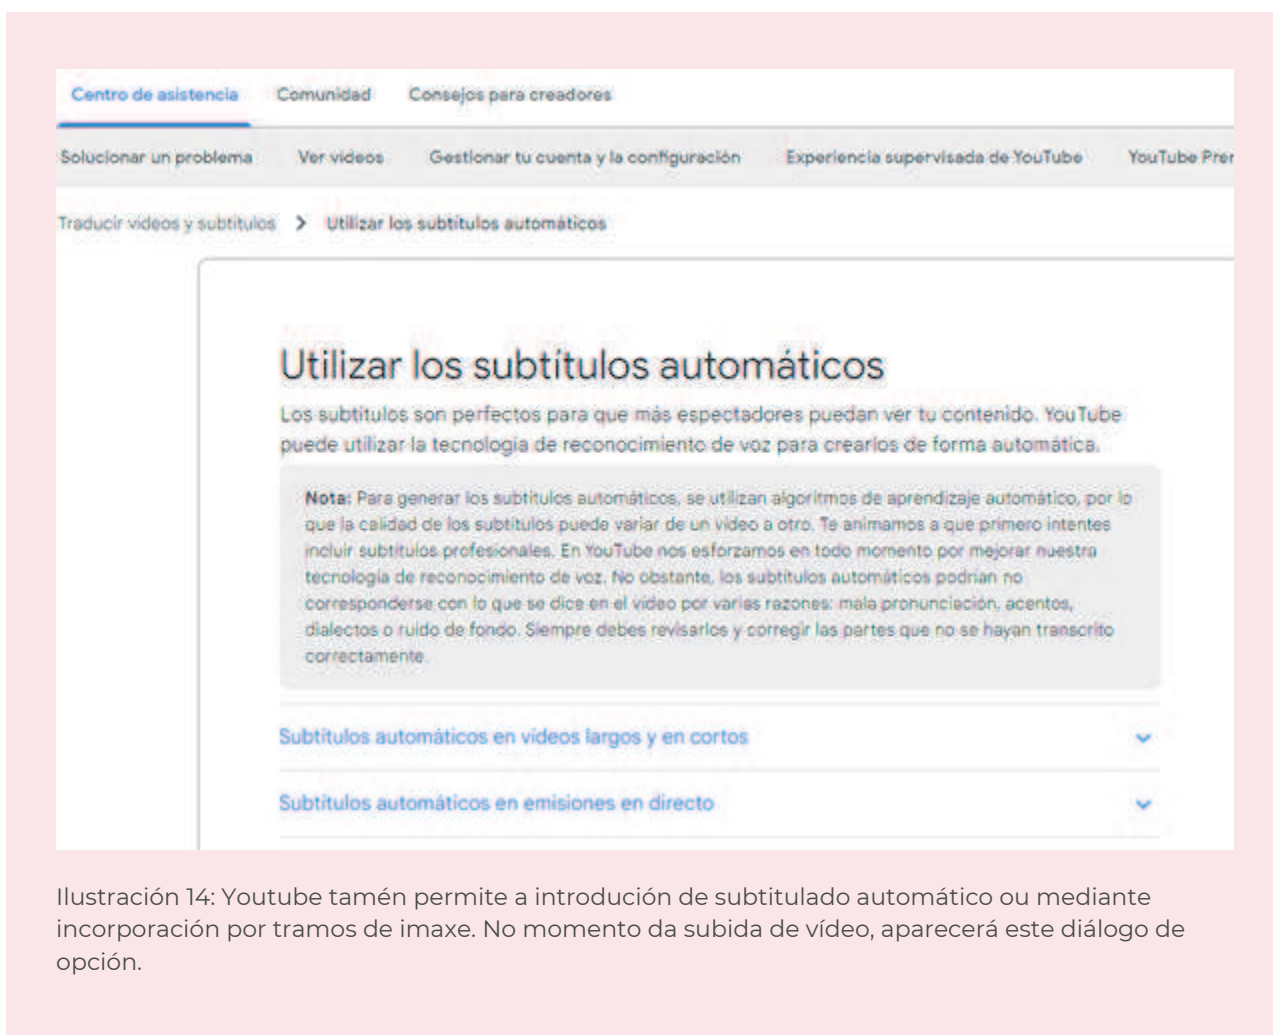 Centro de asistencia Comunidad Consejos para creadores
Solucionar un problema Ver vídeos Gestionar tu cuenta y la configuración Experiencia supervisada de YouTube YouTube Prer
Traducir vídeos y subtítulos > Utilizar los subtítulos automáticos
Utilizar los subtítulos automáticos
Los subtítulos son perfectos para que más espectadores puedan ver tu contenido. YouTube
puede utilizar la tecnología de reconocimiento de voz para crearlos de forma automática.
Nota: Para generar los subtítulos automáticos, se utilizan algoritmos de aprendizaje automático, por lo
que la calidad de los subtítulos puede variar de un vídeo a otro. Te animamos a que primero intentes
incluir subtítulos profesionales. En YouTube nos esforzamos en todo momento por mejorar nuestra
tecnología de reconocimiento de voz. No obstante, los subtítulos automáticos podrían no
corresponderse con lo que se dice en el vídeo por varias razones: mala pronunciación, acentos,
dialectos o ruido de fondo. Siempre debes revisarlos y corregir las partes que no se hayan transcrito
correctamente.
Subtítulos automáticos en vídeos largos y en cortos
Subtítulos automáticos en emisiones en directo
Ilustración 14: Youtube tamén permite a introdución de subtitulado automático ou mediante
incorporación por tramos de imaxe. No momento da subida de vídeo, aparecerá este diálogo de
opción.